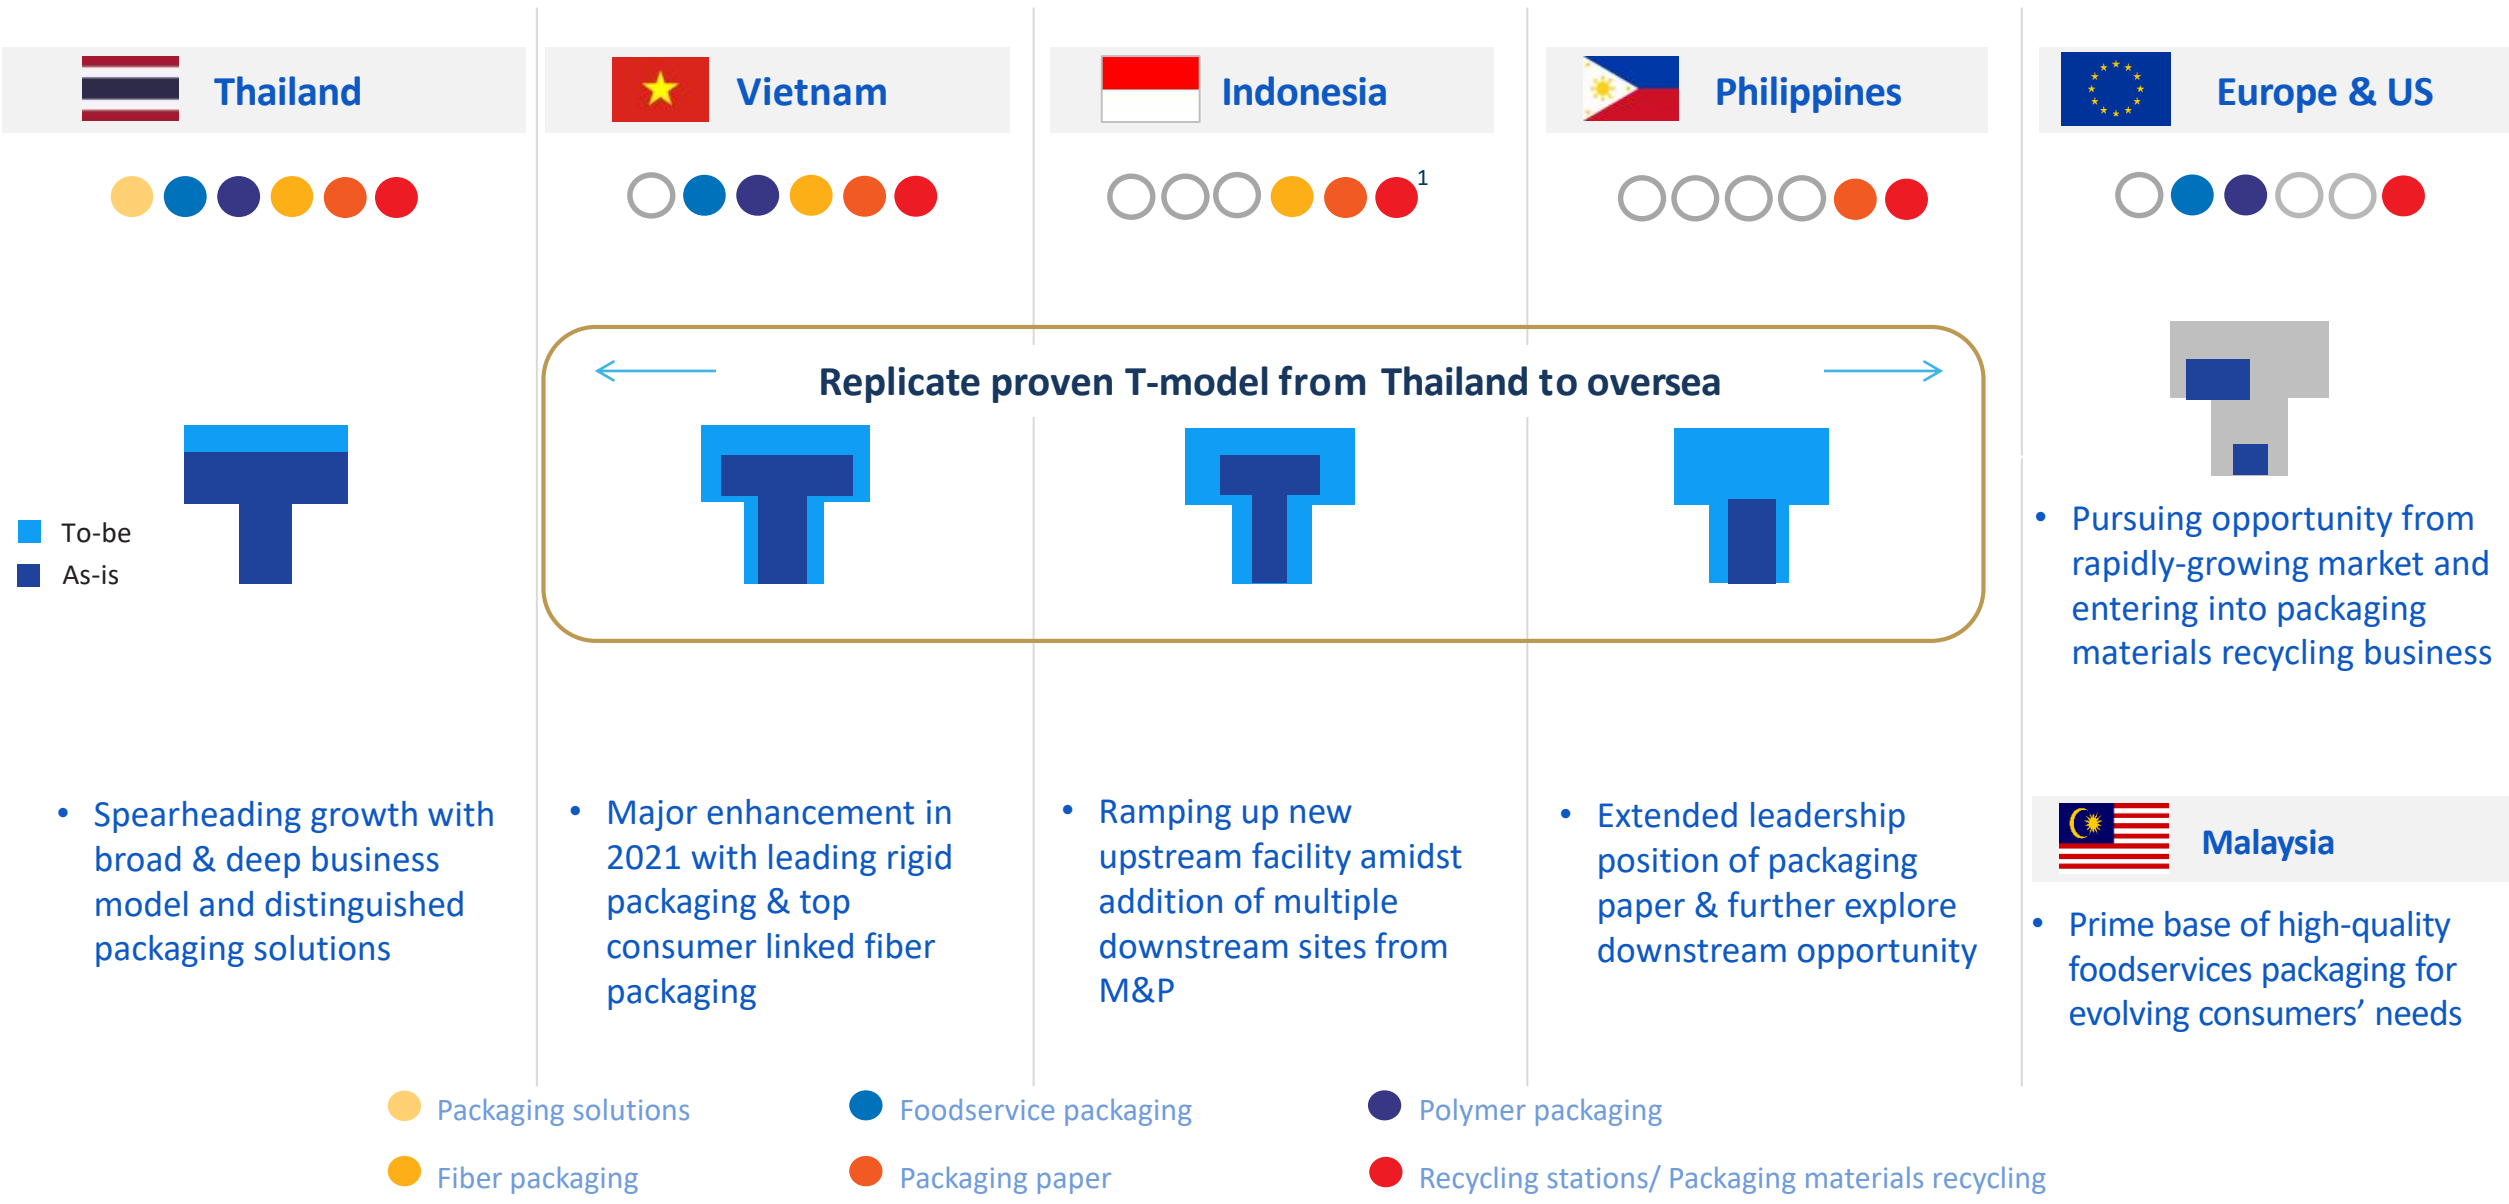 Thailand
Vietnam
Indonesia
Philippines
Europe & US
1
Replicate proven T-model from Thailand to oversea
To-be
As-is
• Pursuing opportunity from
rapidly-growing market and
entering into packaging
materials recycling business
• Spearheading growth with
broad & deep business
model and distinguished
packaging solutions
• Major enhancement in
2021 with leading rigid
packaging & top
consumer linked fiber
packaging
• Ramping up new
upstream facility amidst
addition of multiple
downstream sites from
M&P
• Extended leadership
position of packaging
paper & further explore
downstream opportunity
Malaysia
• Prime base of high-quality
foodservices packaging for
evolving consumers’ needs
Packaging solutions
Foodservice packaging
Polymer packaging
Fiber packaging
Packaging paper
Recycling stations/ Packaging materials recycling